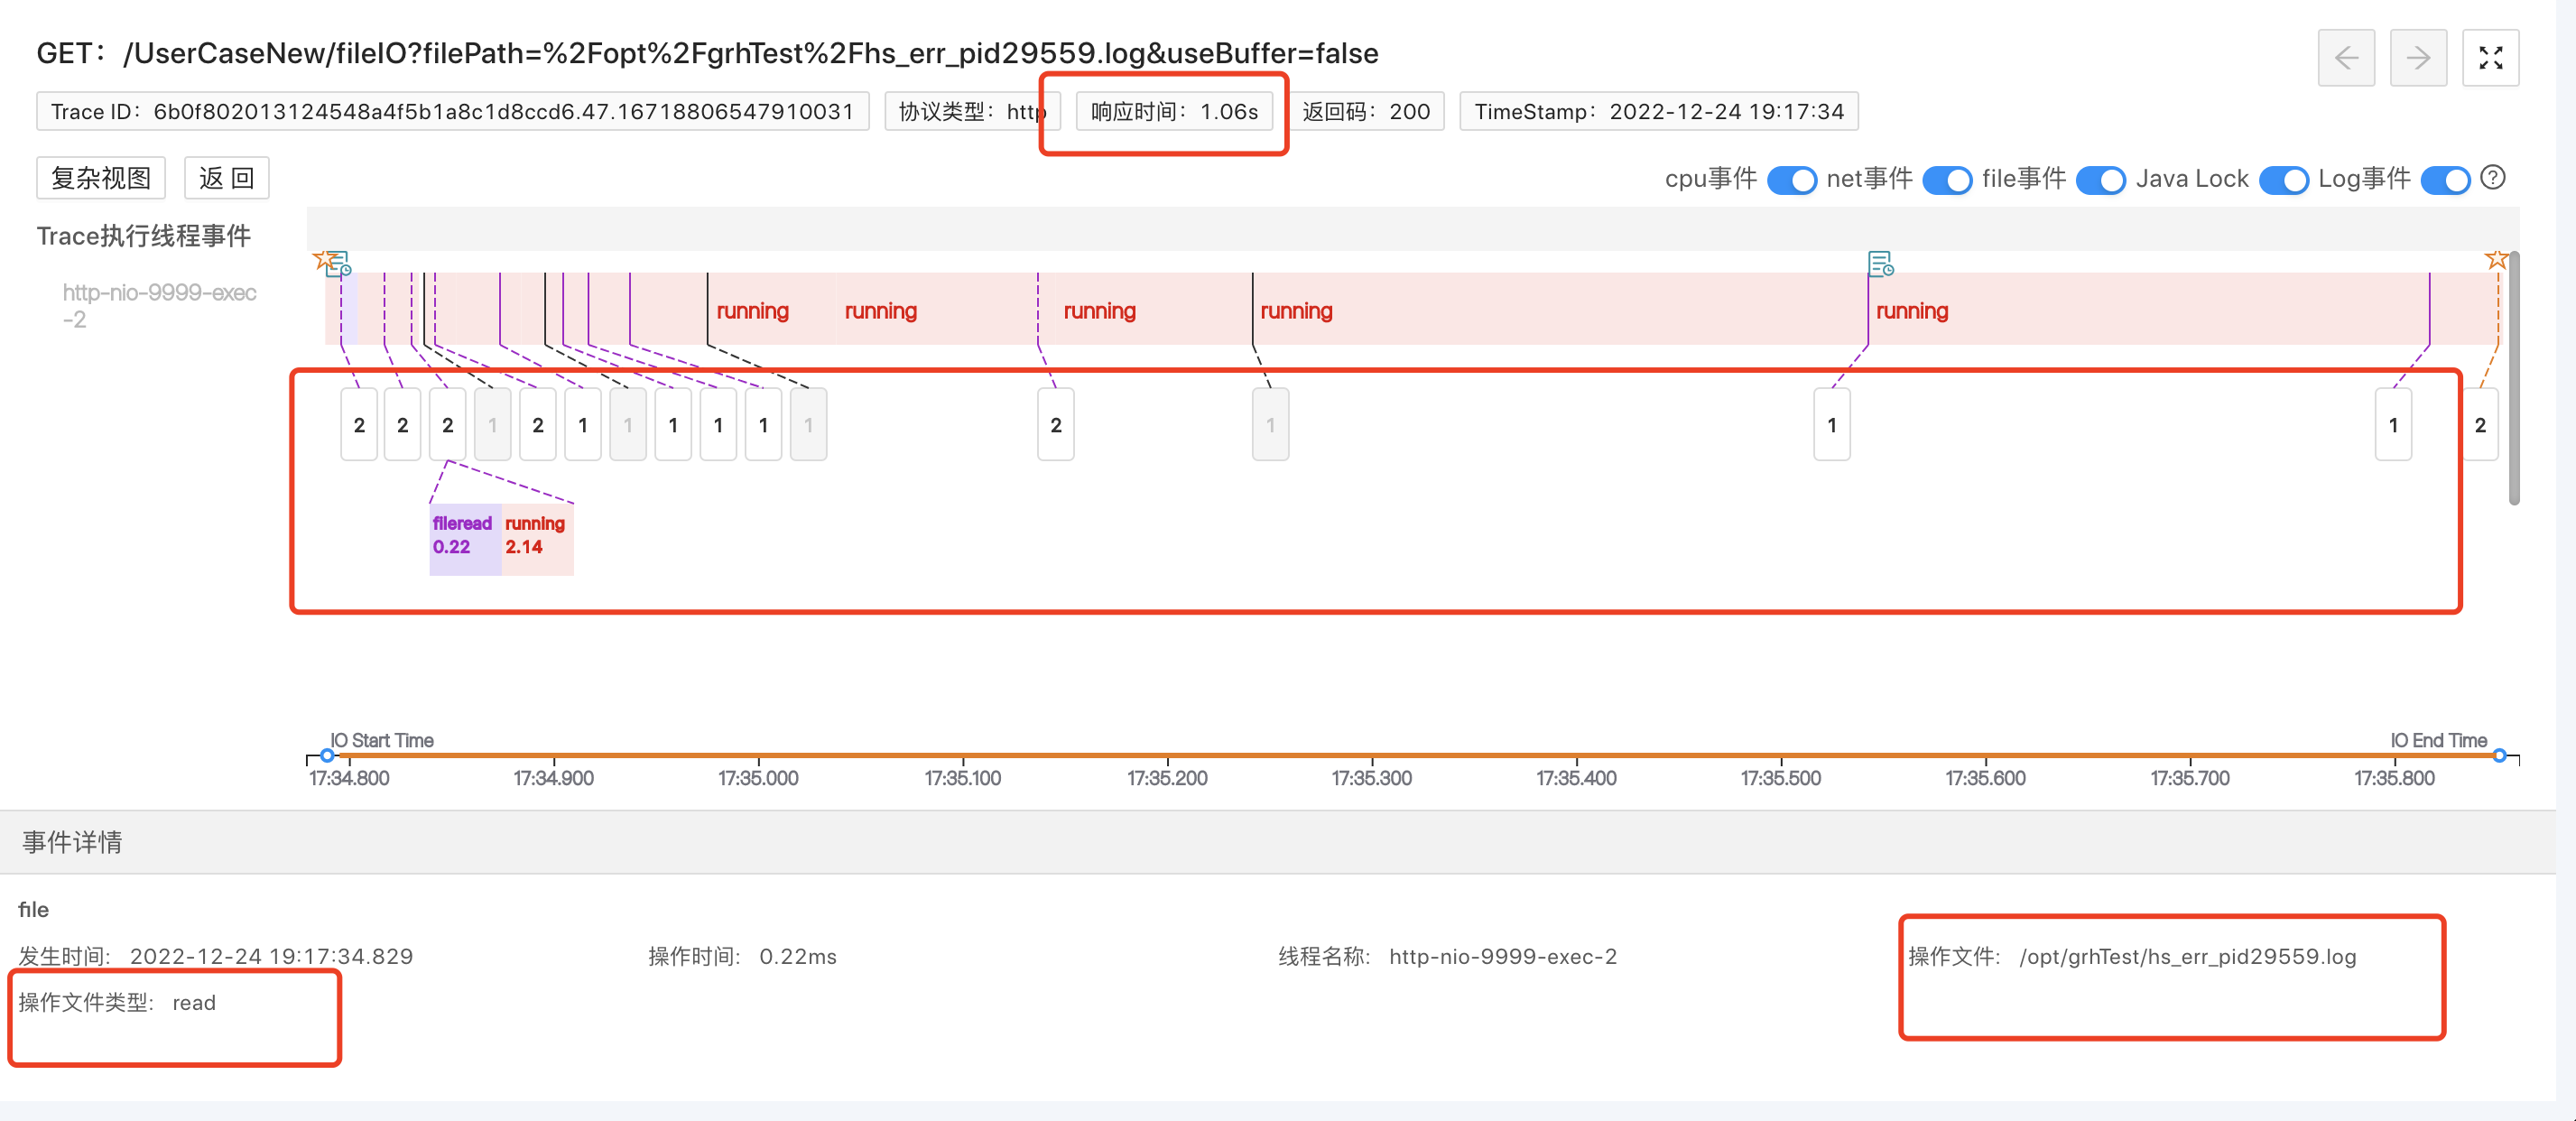 GET：/UserCaseNew/fileIO?filePath=%2Fopt%2FgrhTest%2Fhs_err_pid29559.log&useBuffer=false
Trace ID：6b0f802013124548a4f5b1a8c1d8ccd6.47.16718806547910031 协议类型：http 响应时间：1.06s 返回码：200 TimeStamp：2022-12-24 19:17:34
复杂视图 返 回 cpu事件 net事件 file事件 Java Lock Log事件
Trace执行线程事件
http-nio-9999-exec
-2
running running running running running
2 2 2 1 2 1 1 1 1 1 1 2 1 1 1 2
fileread running
0.22 2.14
IO Start Time IO End Time
17:34.800 17:34.900 17:35.000 17:35.100 17:35.200 17:35.300 17:35.400 17:35.500 17:35.600 17:35.700 17:35.800
事件详情
file
发生时间: 2022-12-24 19:17:34.829 操作时间: 0.22ms 线程名称: http-nio-9999-exec-2 操作文件: /opt/grhTest/hs_err_pid29559.log
操作文件类型: read